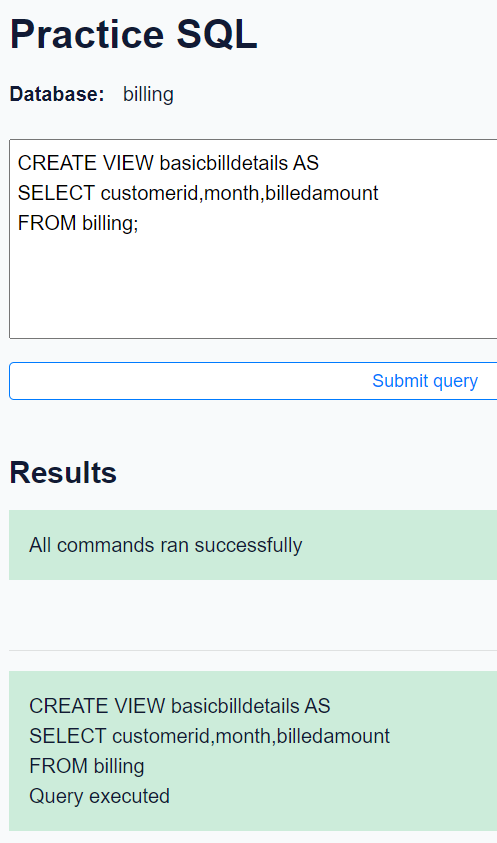 Practice SQL
Database: billing
CREATE VIEW basicbilldetails AS
SELECT customerid,month,billedamount
FROM billing;
Submit query
Results
All commands ran successfully
CREATE VIEW basicbilldetails AS
SELECT customerid,month,billedamount
FROM billing
Query executed